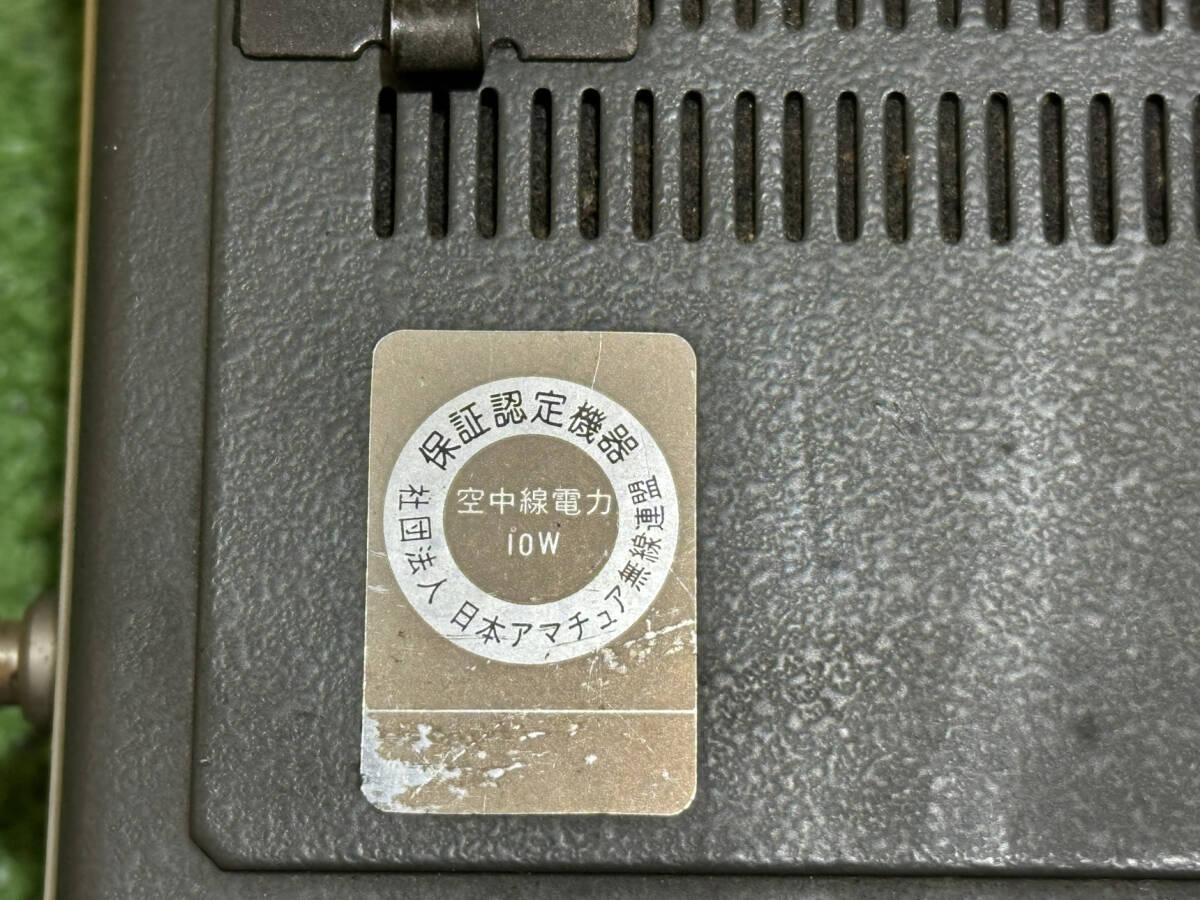 保証認定機器
空中線電力
10W
社団法人 日本アマチュア無線連盟